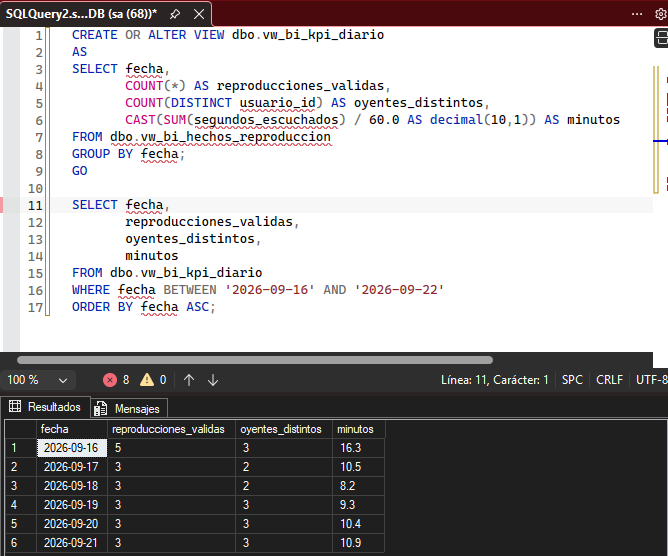 SQLQuery2.s...DB (sa (68))*
1 CREATE OR ALTER VIEW dbo.vw_bi_kpi_diario
2 AS
3 SELECT fecha,
4 COUNT(*) AS reproducciones_validas,
5 COUNT(DISTINCT usuario_id) AS oyentes_distintos,
6 CAST(SUM(segundos_escuchados) / 60.0 AS decimal(10,1)) AS minutos
7 FROM dbo.vw_bi_hechos_reproduccion
8 GROUP BY fecha;
9 GO
10
11 SELECT fecha,
12 reproducciones_validas,
13 oyentes_distintos,
14 minutos
15 FROM dbo.vw_bi_kpi_diario
16 WHERE fecha BETWEEN '2026-09-16' AND '2026-09-22'
17 ORDER BY fecha ASC;
100 % 8 0 Línea: 11, Carácter: 1 SPC CRLF UTF-8
Resultados Mensajes
fecha reproducciones_validas oyentes_distintos minutos
1 2026-09-16 5 3 16.3
2 2026-09-17 3 2 10.5
3 2026-09-18 3 2 8.2
4 2026-09-19 3 3 9.3
5 2026-09-20 3 3 10.4
6 2026-09-21 3 3 10.9